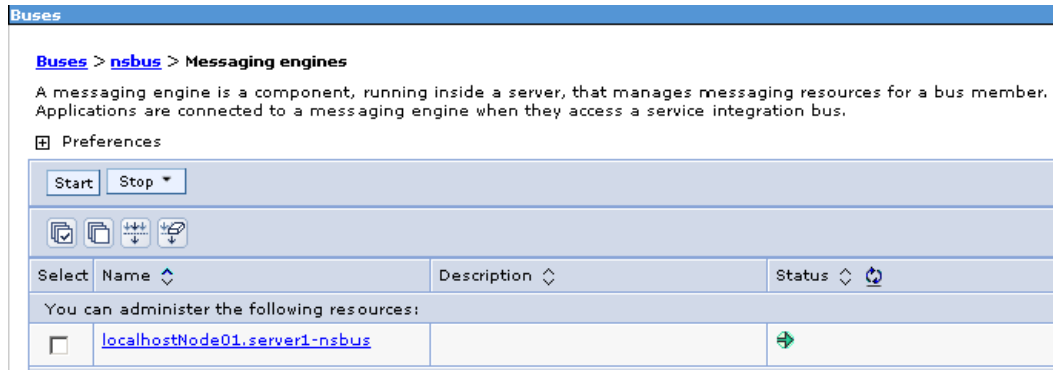 Buses
Buses > nsbus > Messaging engines
A messaging engine is a component, running inside a server, that manages messaging resources for a bus member.
Applications are connected to a messaging engine when they access a service integration bus.
Preferences
Start Stop
Select Name Description Status
You can administer the following resources:
localhostNode01.server1-nsbus